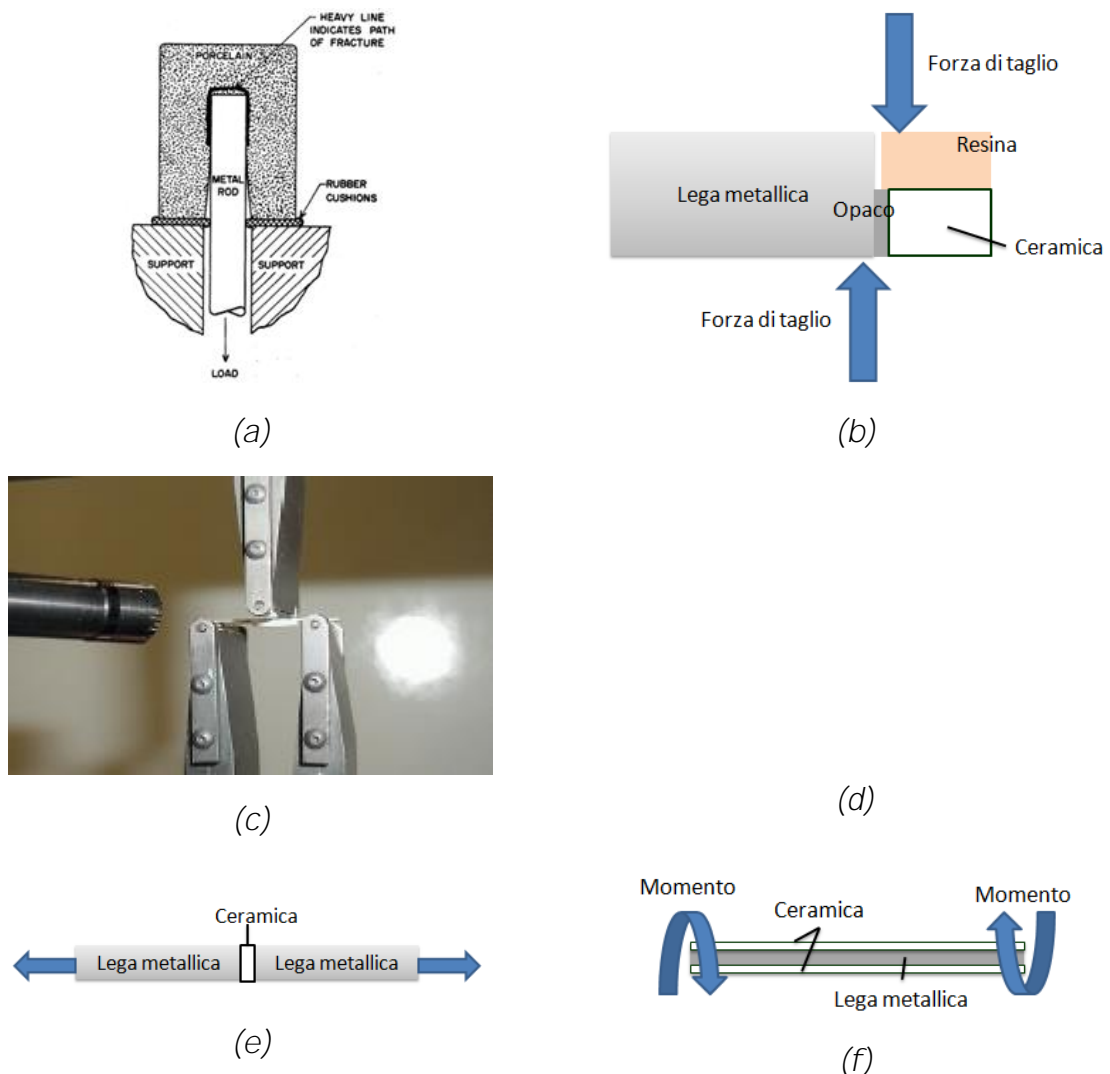 HEAVY LINE
INDICATES PATH
OF FRACTURE
PORCELAIN
METAL
ROD
RUBBER
CUSHIONS
SUPPORT
SUPPORT
LOAD
(a)
Forza di taglio
Resina
Lega metallica
Opaco
Ceramica
Forza di taglio
(b)
(c)
(d)
Ceramica
Lega metallica
Lega metallica
(e)
Momento
Momento
Ceramica
Lega metallica
(f)